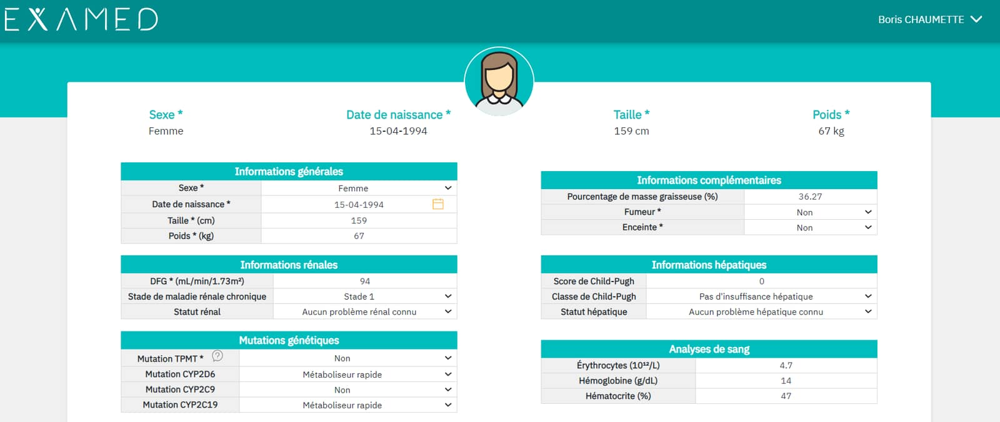 EXAMED
Boris CHAUMETTE
Sexe * Date de naissance * Taille * Poids *
Femme 15-04-1994 159 cm 67 kg
Informations générales
Sexe * Femme
Date de naissance * 15-04-1994
Taille * (cm) 159
Poids * (kg) 67
Informations complémentaires
Pourcentage de masse graisseuse (%) 36.27
Fumeur * Non
Enceinte * Non
Informations rénales
DFG * (mL/min/1.73m²) 94
Stade de maladie rénale chronique Stade 1
Statut rénal Aucun problème rénal connu
Informations hépatiques
Score de Child-Pugh 0
Classe de Child-Pugh Pas d'insuffisance hépatique
Statut hépatique Aucun problème hépatique connu
Mutations génétiques
Mutation TPMT * ? Non
Mutation CYP2D6 Métaboliseur rapide
Mutation CYP2C9 Non
Mutation CYP2C19 Métaboliseur rapide
Analyses de sang
Érythrocytes (10¹²/L) 4.7
Hémoglobine (g/dL) 14
Hématocrite (%) 47